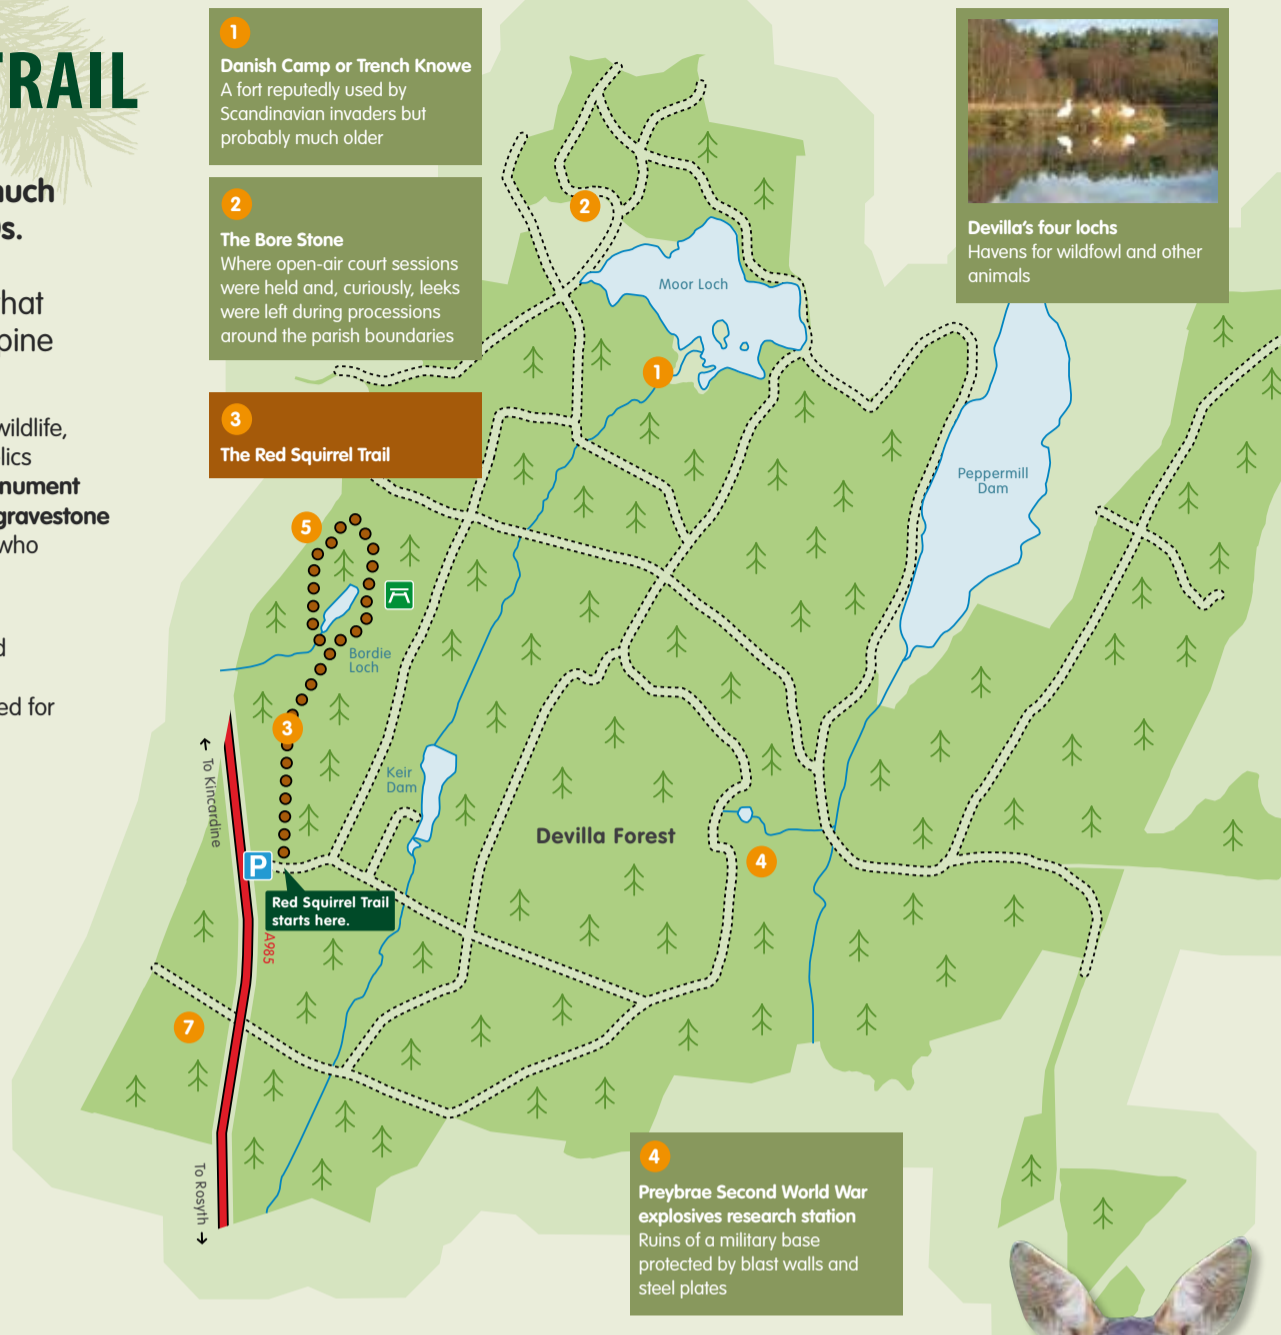 TRAIL
much
us.
that
pine
wildlife,
lics
nument
gravestone
who
d
ed for
1
Danish Camp or Trench Knowe
A fort reputedly used by
Scandinavian invaders but
probably much older
2
The Bore Stone
Where open-air court sessions
were held and, curiously, leeks
were left during processions
around the parish boundaries
3
The Red Squirrel Trail
Devilla's four lochs
Havens for wildfowl and other
animals
2
Moor Loch
1
Peppermill
Dam
5
Bordie
Loch
3
To Kincardine
Keir
Dam
Devilla Forest
4
P
Red Squirrel Trail
starts here.
A985
7
To Rosyth
4
Preybrae Second World War
explosives research station
Ruins of a military base
protected by blast walls and
steel plates